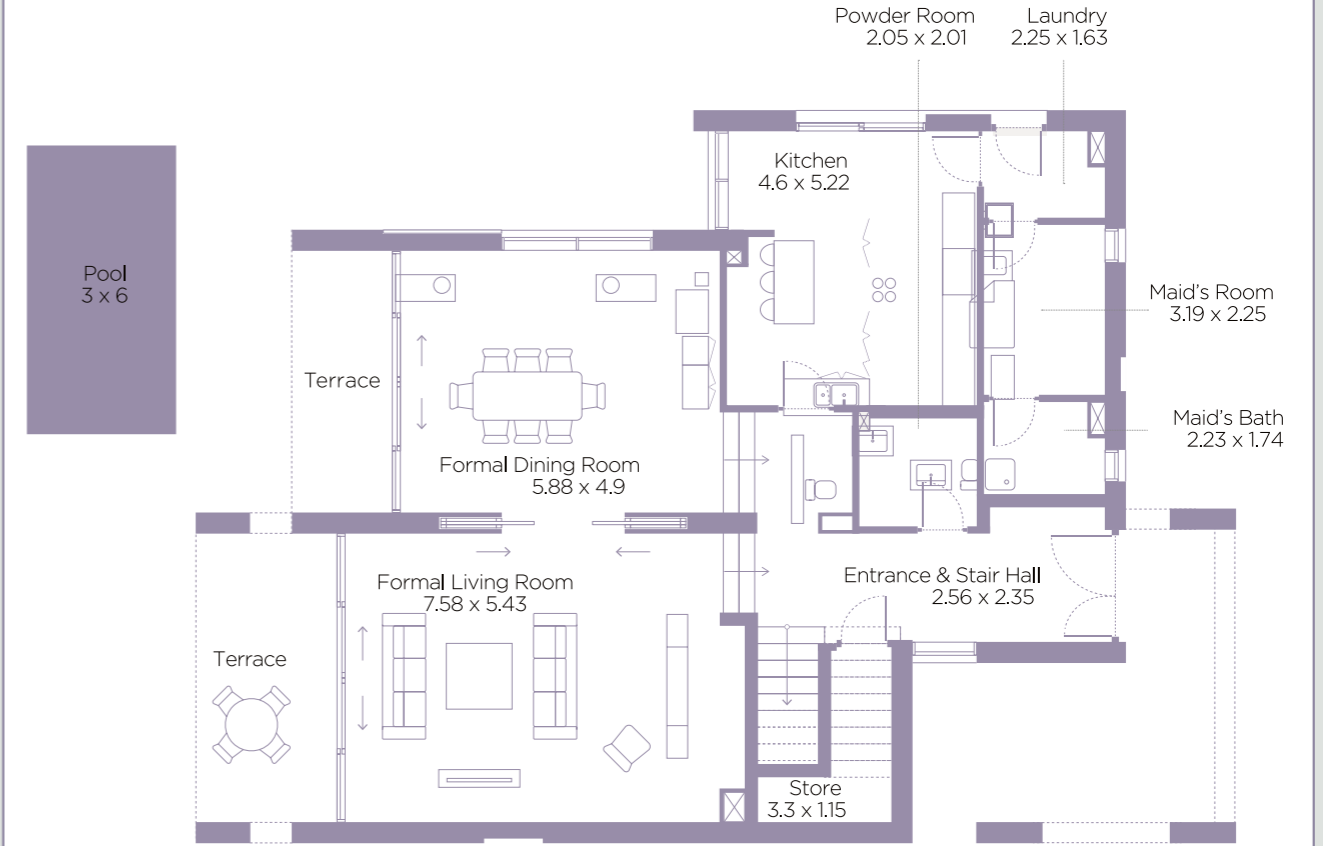 Powder Room
2.05 x 2.01
Laundry
2.25 x 1.63
Kitchen
4.6 x 5.22
Pool
3 x 6
Maid's Room
3.19 x 2.25
Terrace
Maid's Bath
2.23 x 1.74
Formal Dining Room
5.88 x 4.9
Formal Living Room
7.58 x 5.43
Entrance & Stair Hall
2.56 x 2.35
Terrace
Store
3.3 x 1.15